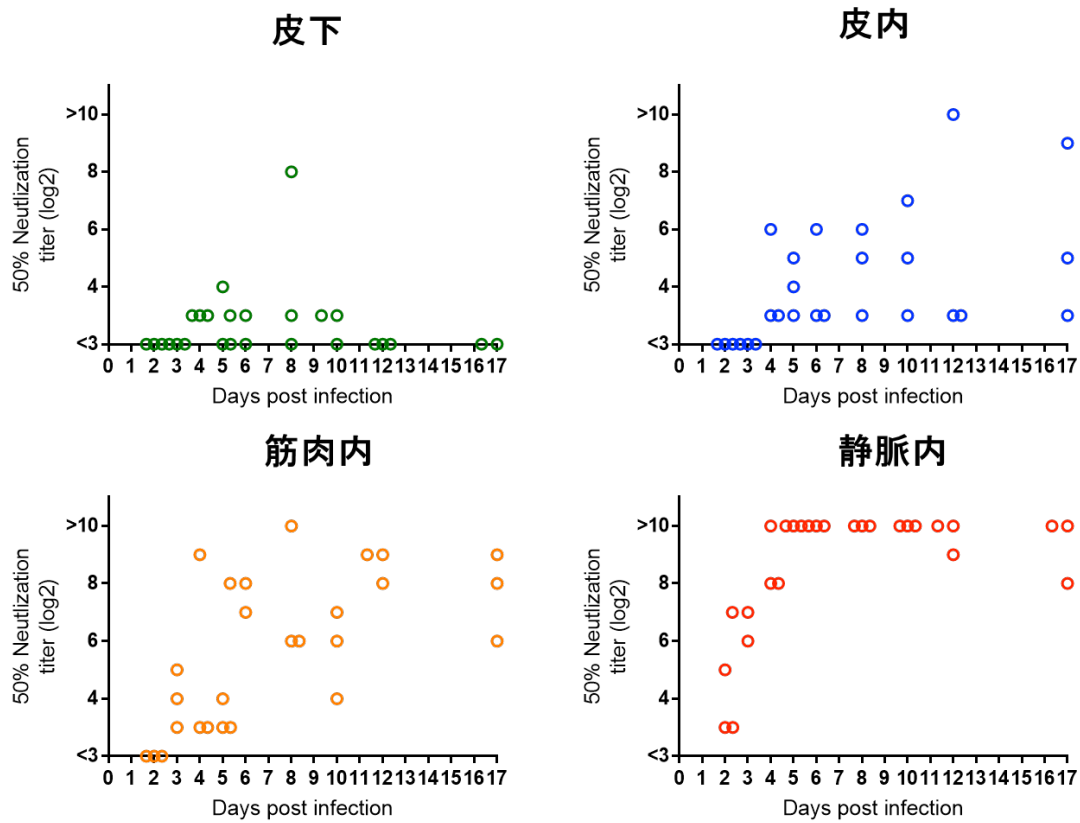 皮下
50% Neutlization
titer (log2)
>10
8
6
4
<3
0 1 2 3 4 5 6 7 8 9 10 11 12 13 14 15 16 17
Days post infection
皮内
50% Neutlization
titer (log2)
>10
8
6
4
<3
0 1 2 3 4 5 6 7 8 9 10 11 12 13 14 15 16 17
Days post infection
筋肉内
50% Neutlization
titer (log2)
>10
8
6
4
<3
0 1 2 3 4 5 6 7 8 9 10 11 12 13 14 15 16 17
Days post infection
静脈内
50% Neutlization
titer (log2)
>10
8
6
4
<3
0 1 2 3 4 5 6 7 8 9 10 11 12 13 14 15 16 17
Days post infection